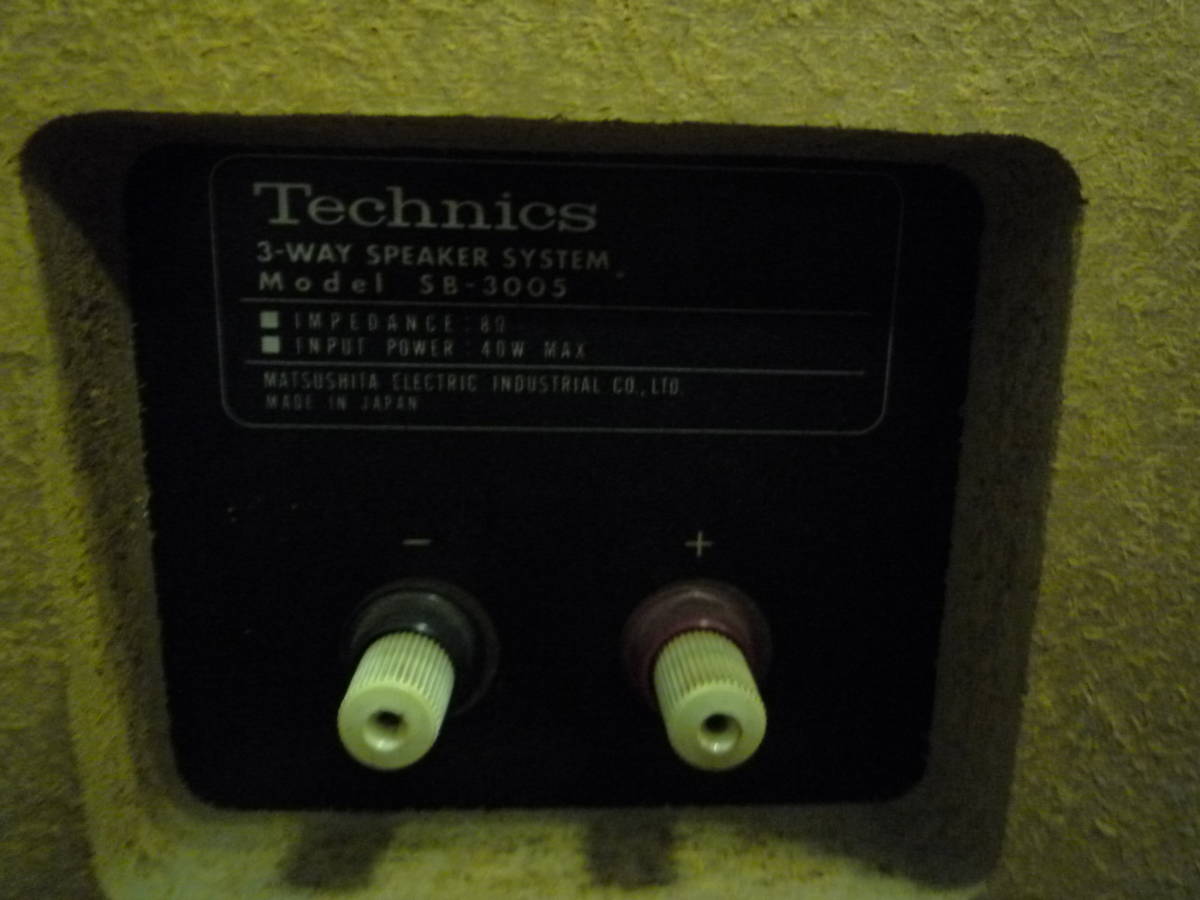 Technics
3-WAY SPEAKER SYSTEM
Model SB-3005
■ IMPEDANCE : 8Ω
■ INPUT POWER : 40W MAX
MATSUSHITA ELECTRIC INDUSTRIAL CO., LTD.
MADE IN JAPAN
− +